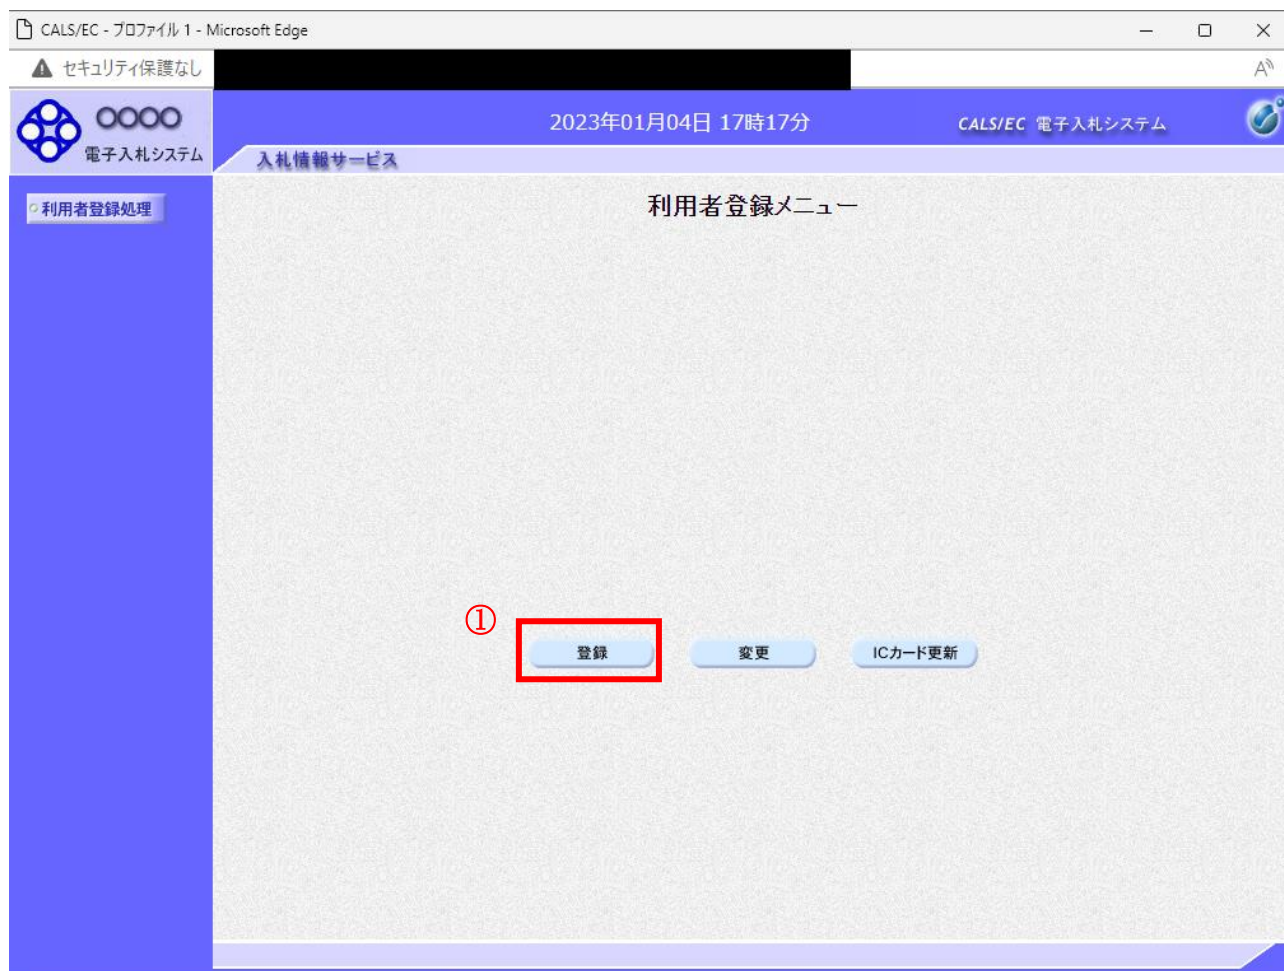 CALS/EC - プロファイル 1 - Microsoft Edge
セキュリティ保護なし
〇〇〇〇
電子入札システム
2023年01月04日 17時17分
CALS/EC 電子入札システム
入札情報サービス
利用者登録処理
利用者登録メニュー
①
登録
変更
ICカード更新